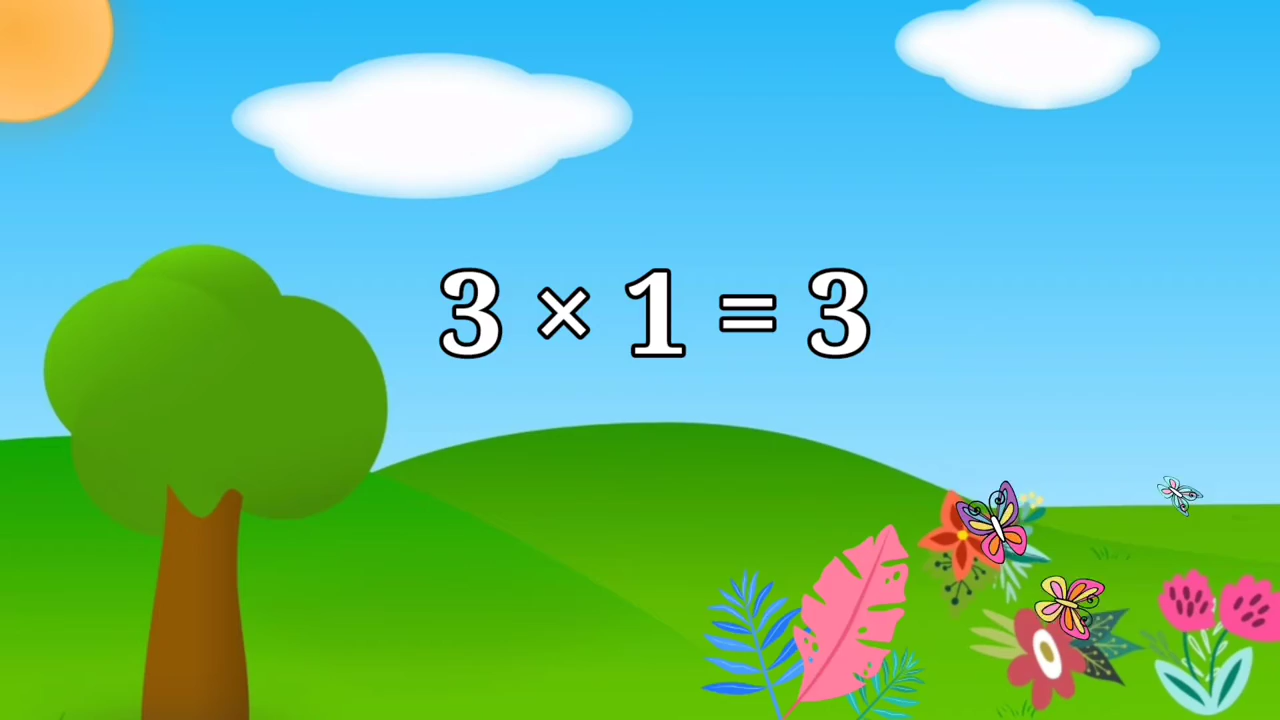 3 × 1 = 3